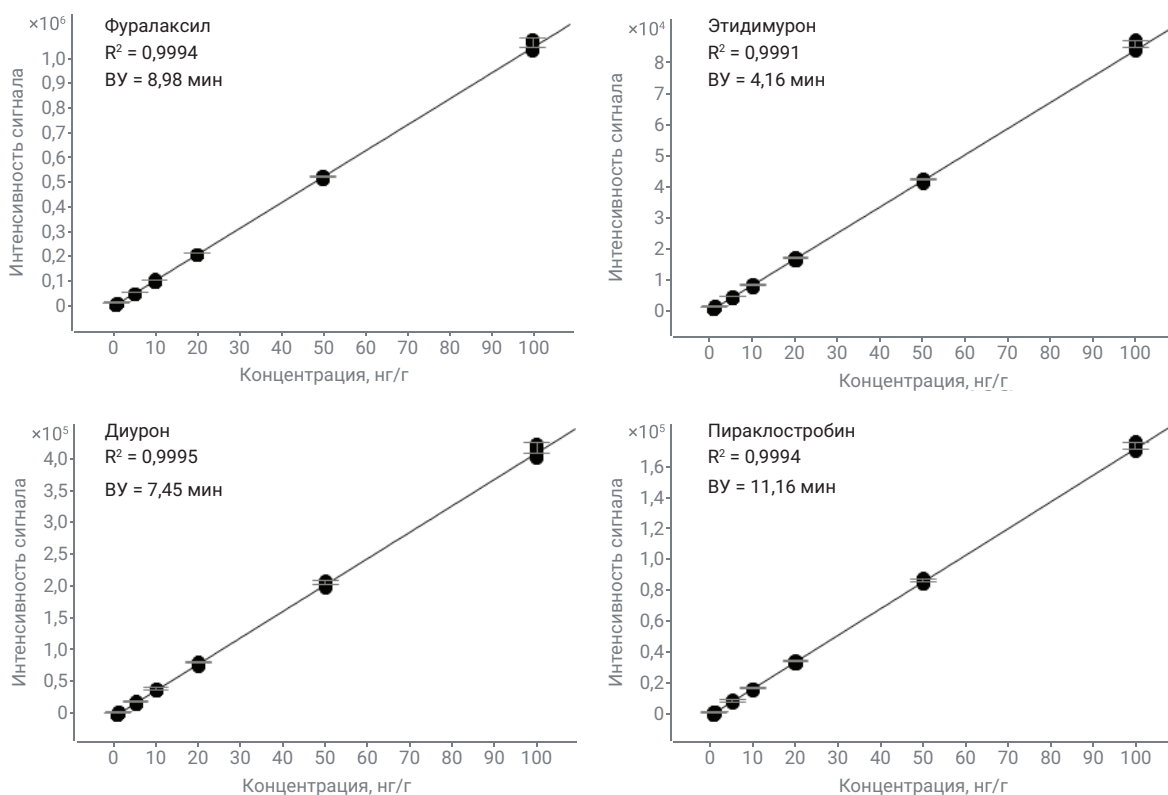 ×10⁶
Фуралаксил
R² = 0,9994
ВУ = 8,98 мин
1,0
0,9
0,8
0,7
0,6
0,5
0,4
0,3
0,2
0,1
0
Интенсивность сигнала
0 10 20 30 40 50 60 70 80 90 100
Концентрация, нг/г
×10⁴
Этидимурон
R² = 0,9991
ВУ = 4,16 мин
8
7
6
5
4
3
2
1
0
Интенсивность сигнала
0 10 20 30 40 50 60 70 80 90 100
Концентрация, нг/г
×10⁵
Диурон
R² = 0,9995
ВУ = 7,45 мин
4,0
3,5
3,0
2,5
2,0
1,5
1,0
0,5
0
Интенсивность сигнала
0 10 20 30 40 50 60 70 80 90 100
Концентрация, нг/г
×10⁵
Пираклостробин
R² = 0,9994
ВУ = 11,16 мин
1,6
1,4
1,2
1,0
0,8
0,6
0,4
0,2
0
Интенсивность сигнала
0 10 20 30 40 50 60 70 80 90 100
Концентрация, нг/г